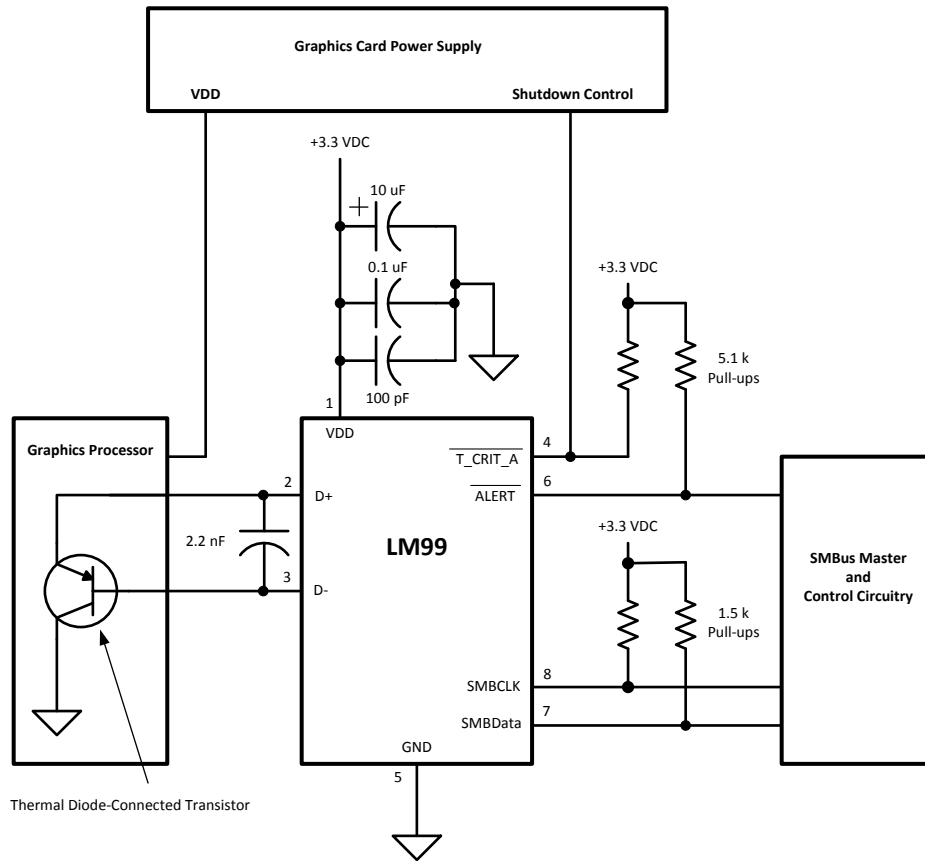 Graphics Card Power Supply
VDD
Shutdown Control
+3.3 VDC
10 uF
+3.3 VDC
0.1 uF
5.1 k
Pull-ups
100 pF
1
VDD
Graphics Processor
4
T_CRIT_A
2
D+
6
ALERT
2.2 nF
LM99
+3.3 VDC
SMBus Master
and
Control Circuitry
3
D-
1.5 k
Pull-ups
8
SMBCLK
7
SMBData
GND
5
Thermal Diode-Connected Transistor